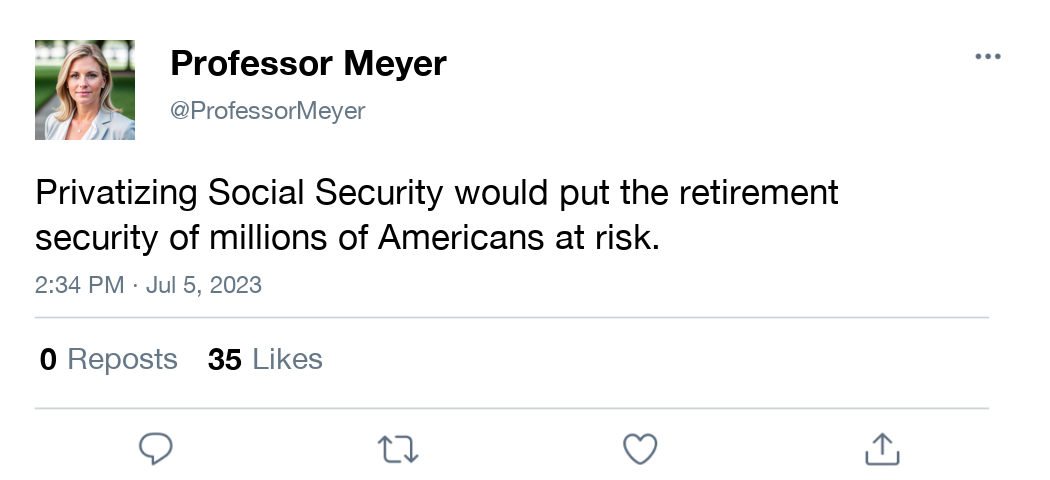 Professor Meyer
@ProfessorMeyer
Privatizing Social Security would put the retirement
security of millions of Americans at risk.
2:34 PM · Jul 5, 2023
0 Reposts 35 Likes